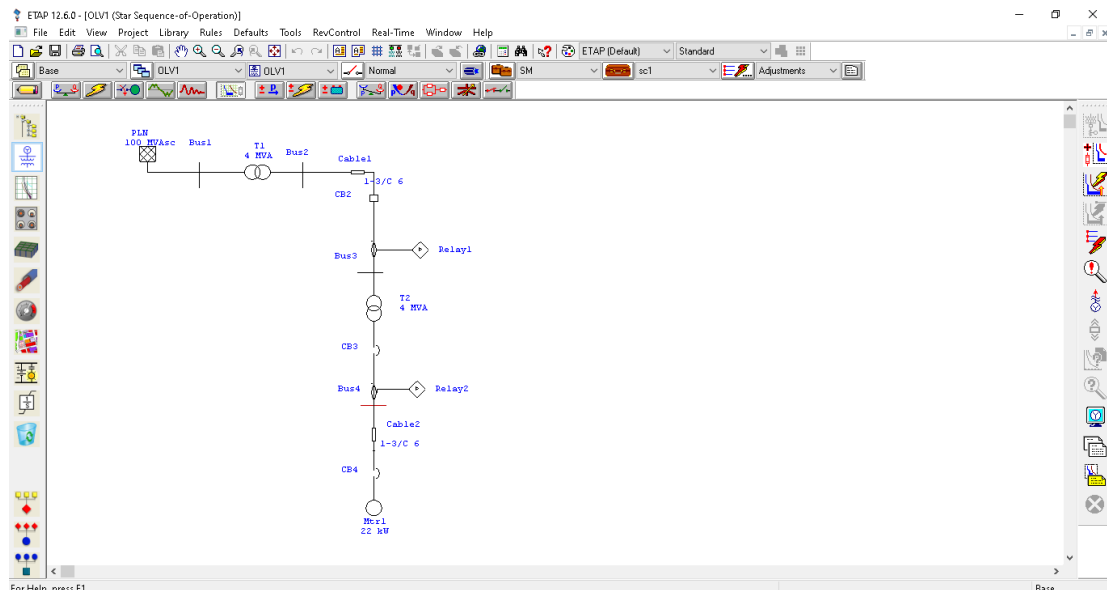 ETAP 12.6.0 - [OLV1 (Star Sequence-of-Operation)]
File Edit View Project Library Rules Defaults Tools RevControl Real-Time Window Help
ETAP (Default) Standard
Base OLV1 OLV1 Normal SM sc1 Adjustments
PLN
100 MVAsc
Bus1
T1
4 MVA
Bus2
Cable1
1-3/C 6
CB2
Relay1
Bus3
T2
4 MVA
CB3
Bus4
Relay2
Cable2
1-3/C 6
CB4
Mtr1
22 kW
For Help, press F1
Base